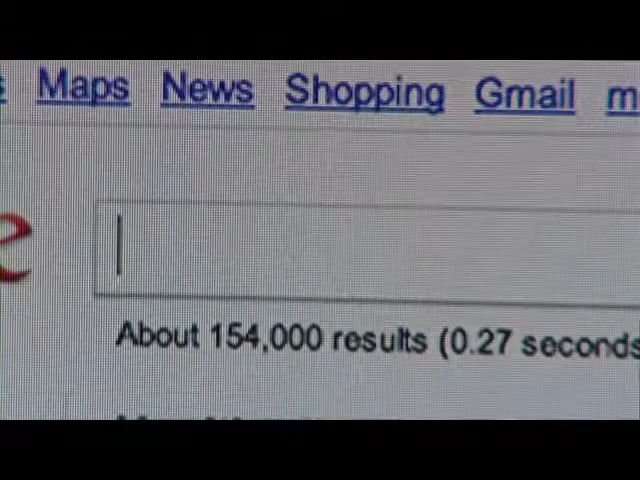 Maps News Shopping Gmail
e
About 154,000 results (0.27 seconds